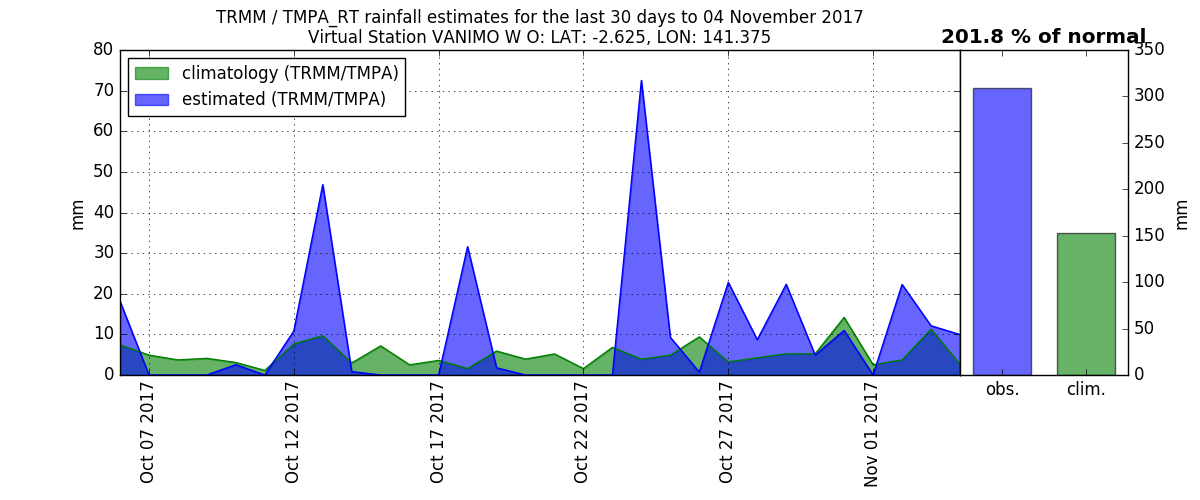 TRMM / TMPA_RT rainfall estimates for the last 30 days to 04 November 2017
Virtual Station VANIMO W O: LAT: -2.625, LON: 141.375
201.8 % of normal
climatology (TRMM/TMPA)
estimated (TRMM/TMPA)
mm
80
70
60
50
40
30
20
10
0
Oct 07 2017
Oct 12 2017
Oct 17 2017
Oct 22 2017
Oct 27 2017
Nov 01 2017
obs.
clim.
350
300
250
200
150
100
50
0
mm